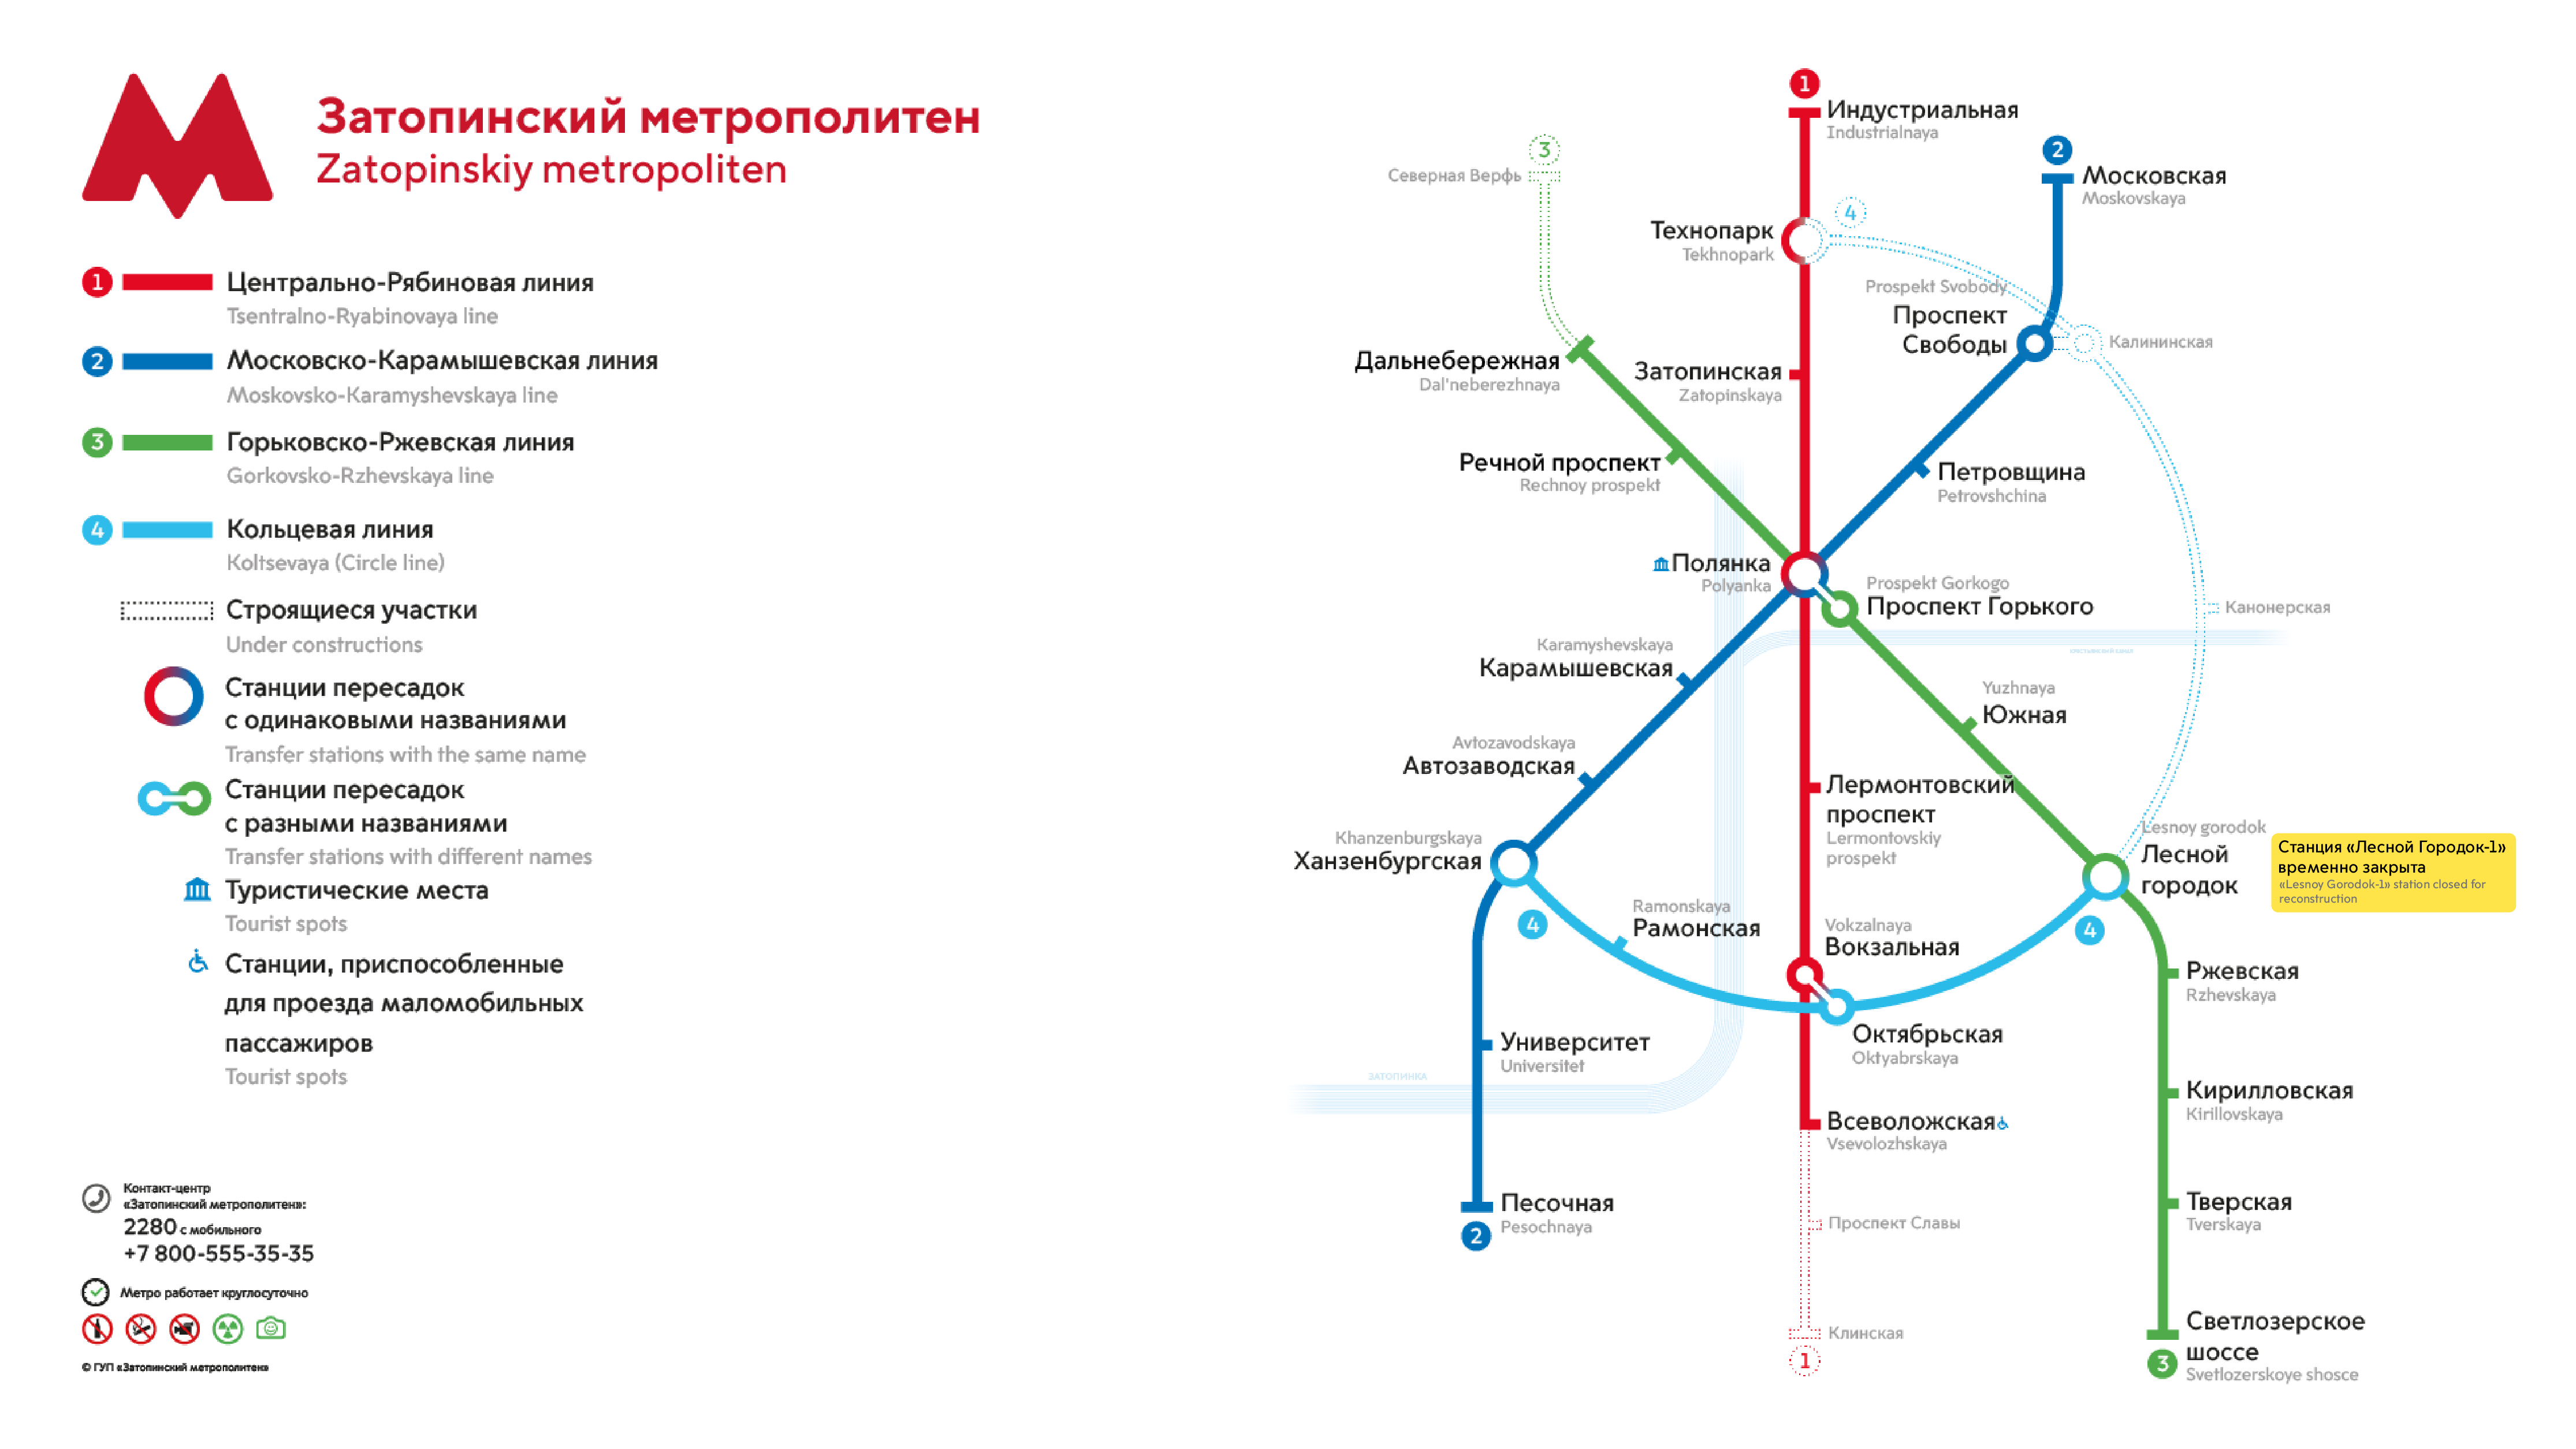 Затопинский метрополитен
Zatopinskiy metropoliten
1
Центрально-Рябиновая линия
Tsentralno-Ryabinovaya line
2
Московско-Карамышевская линия
Moskovsko-Karamyshevskaya line
3
Горьковско-Ржевская линия
Gorkovsko-Rzhevskaya line
4
Кольцевая линия
Koltsevaya (Circle line)
Строящиеся участки
Under constructions
Станции пересадок
с одинаковыми названиями
Transfer stations with the same name
Станции пересадок
с разными названиями
Transfer stations with different names
Туристические места
Tourist spots
Станции, приспособленные
для проезда маломобильных
пассажиров
Tourist spots
Контакт-центр
«Затопинский метрополитен»:
2280 с мобильного
+7 800-555-35-35
Метро работает круглосуточно
© ГУП «Затопинский метрополитен»
1
Индустриальная
Industrialnaya
3
Северная Верфь
2
Московская
Moskovskaya
4
Технопарк
Tekhnopark
Prospekt Svobody
Проспект
Свободы
Калининская
Дальнебережная
Dal'neberezhnaya
Затопинская
Zatopinskaya
Речной проспект
Rechnoy prospekt
Петровщина
Petrovshchina
Полянка
Polyanka
Prospekt Gorkogo
Проспект Горького
Канонерская
Karamyshevskaya
Карамышевская
Yuzhnaya
Южная
Avtozavodskaya
Автозаводская
Лермонтовский
проспект
Lermontovskiy
prospekt
Khanzenburgskaya
Ханзенбургская
Lesnoy gorodok
Лесной
городок
Станция «Лесной Городок-1»
временно закрыта
«Lesnoy Gorodok-1» station closed for
reconstruction
4
Ramonskaya
Рамонская
Vokzalnaya
Вокзальная
4
Ржевская
Rzhevskaya
Октябрьская
Oktyabrskaya
Университет
Universitet
ЗАТОПИНКА
Кирилловская
Kirillovskaya
Всеволожская
Vsevolozhskaya
Песочная
Pesochnaya
2
Проспект Славы
Тверская
Tverskaya
Клинская
1
Светлозерское
шоссе
Svetlozerskoye shosce
3